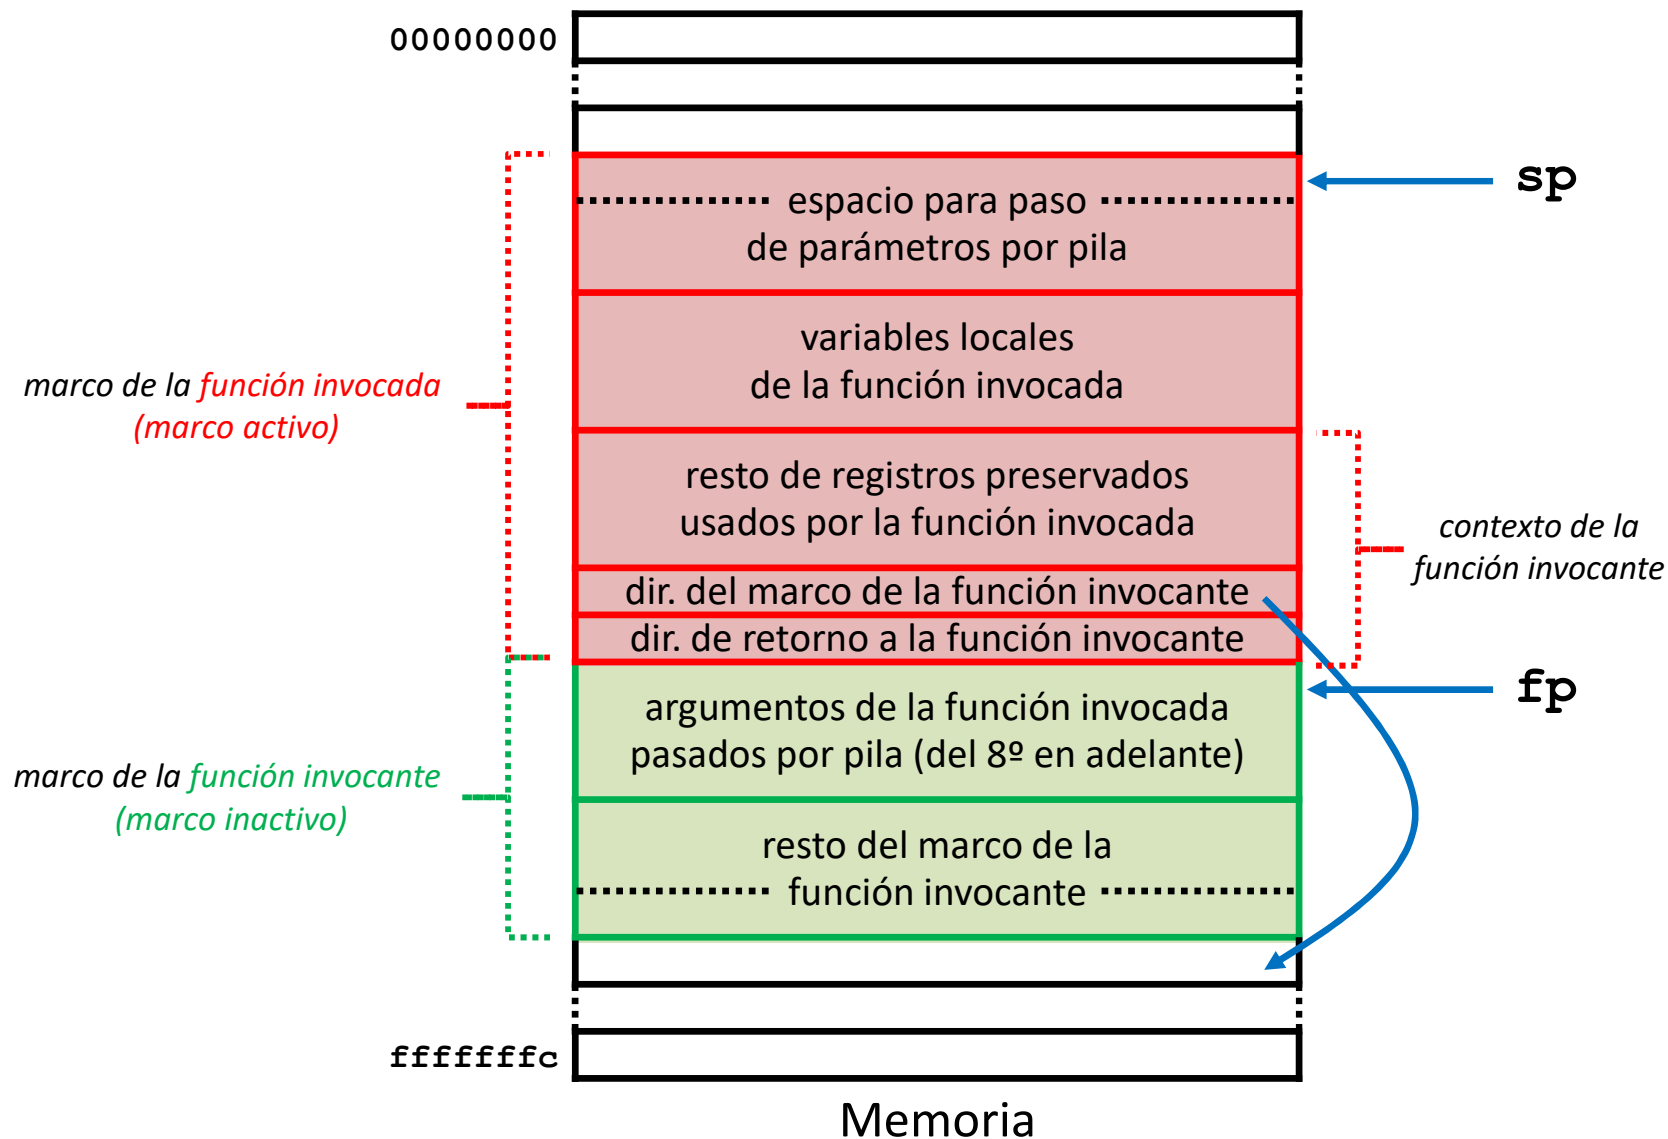 00000000
sp
espacio para paso
de parámetros por pila
variables locales
de la función invocada
marco de la función invocada
(marco activo)
resto de registros preservados
usados por la función invocada
contexto de la
función invocante
dir. del marco de la función invocante
dir. de retorno a la función invocante
fp
argumentos de la función invocada
pasados por pila (del 8º en adelante)
marco de la función invocante
(marco inactivo)
resto del marco de la
función invocante
fffffffc
Memoria